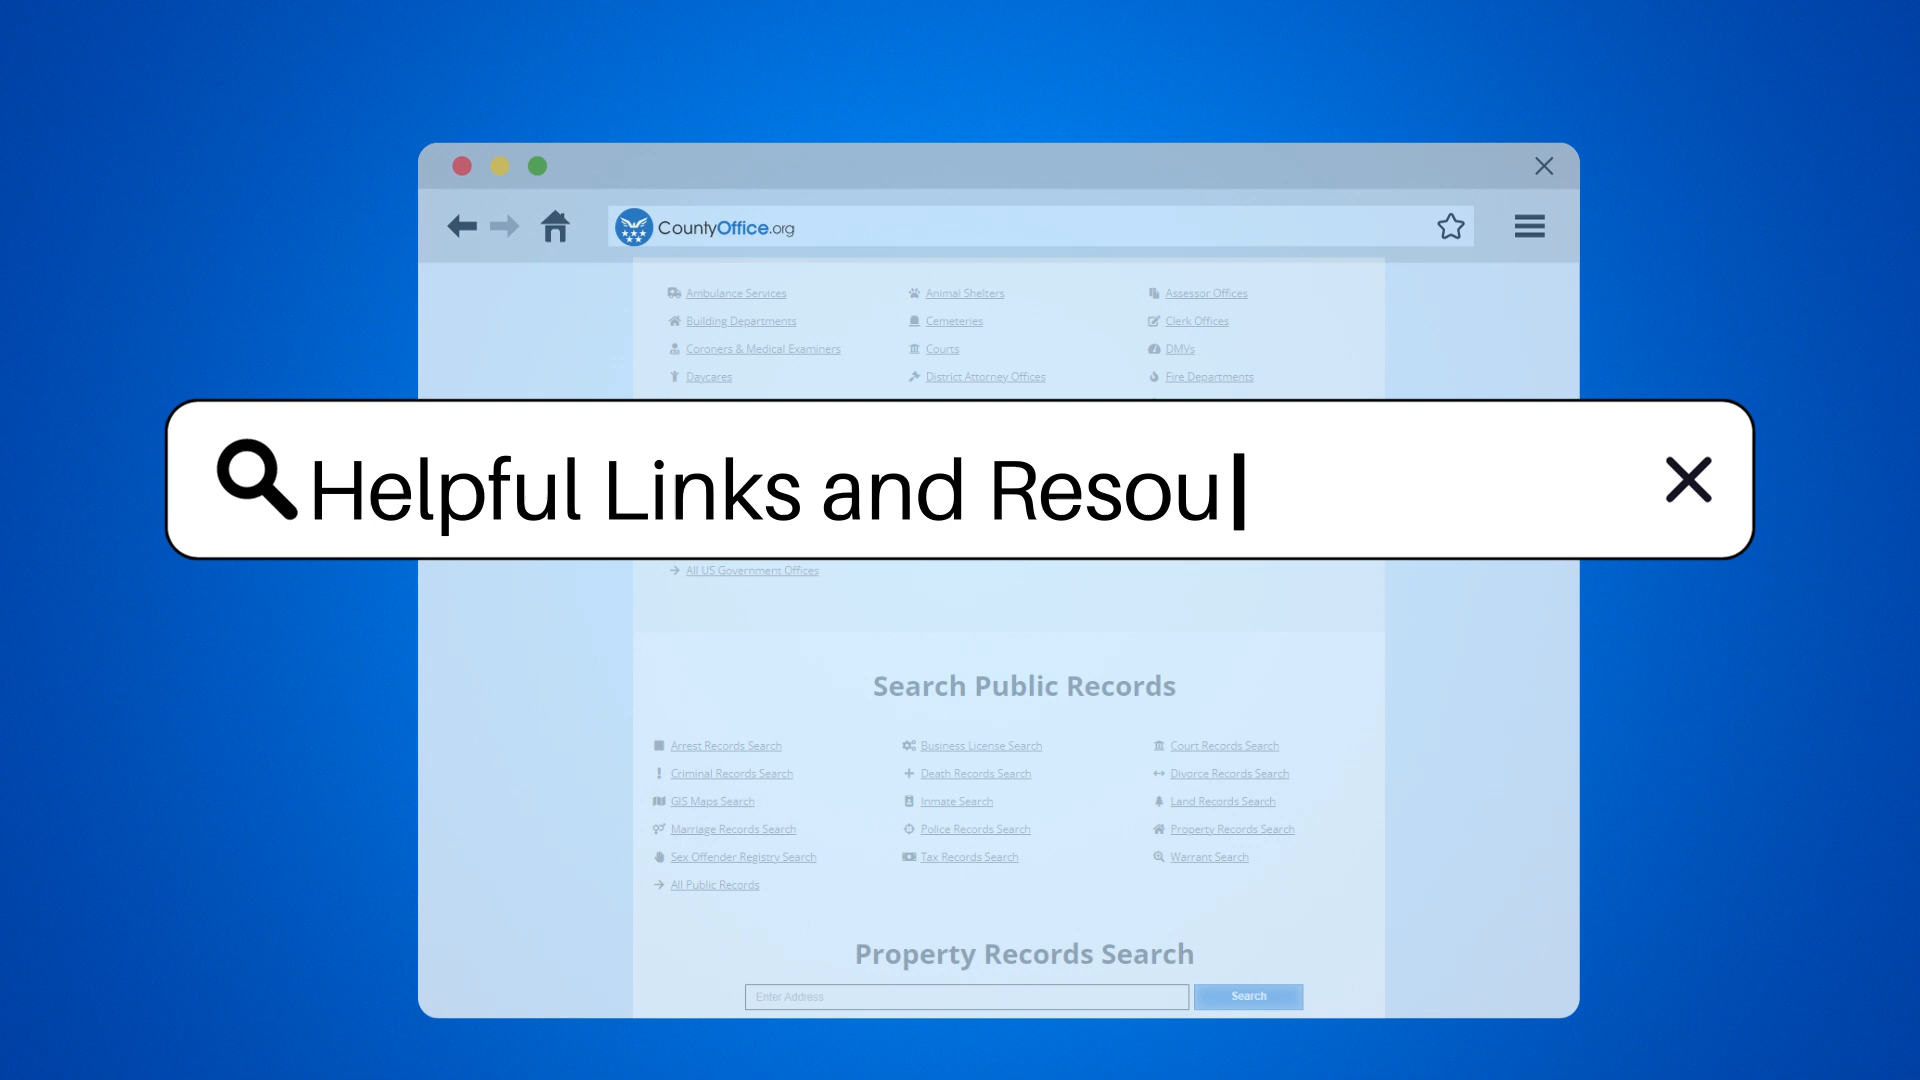 CountyOffice.org
Ambulance Services Animal Shelters Assessor Offices
Building Departments Cemeteries Clerk Offices
Coroners & Medical Examiners Courts DMVs
Daycares District Attorney Offices Fire Departments
Helpful Links and Resou
All US Government Offices
Search Public Records
Arrest Records Search Business License Search Court Records Search
Criminal Records Search Death Records Search Divorce Records Search
GIS Maps Search Inmate Search Land Records Search
Marriage Records Search Police Records Search Property Records Search
Sex Offender Registry Search Tax Records Search Warrant Search
All Public Records
Property Records Search
Enter Address Search